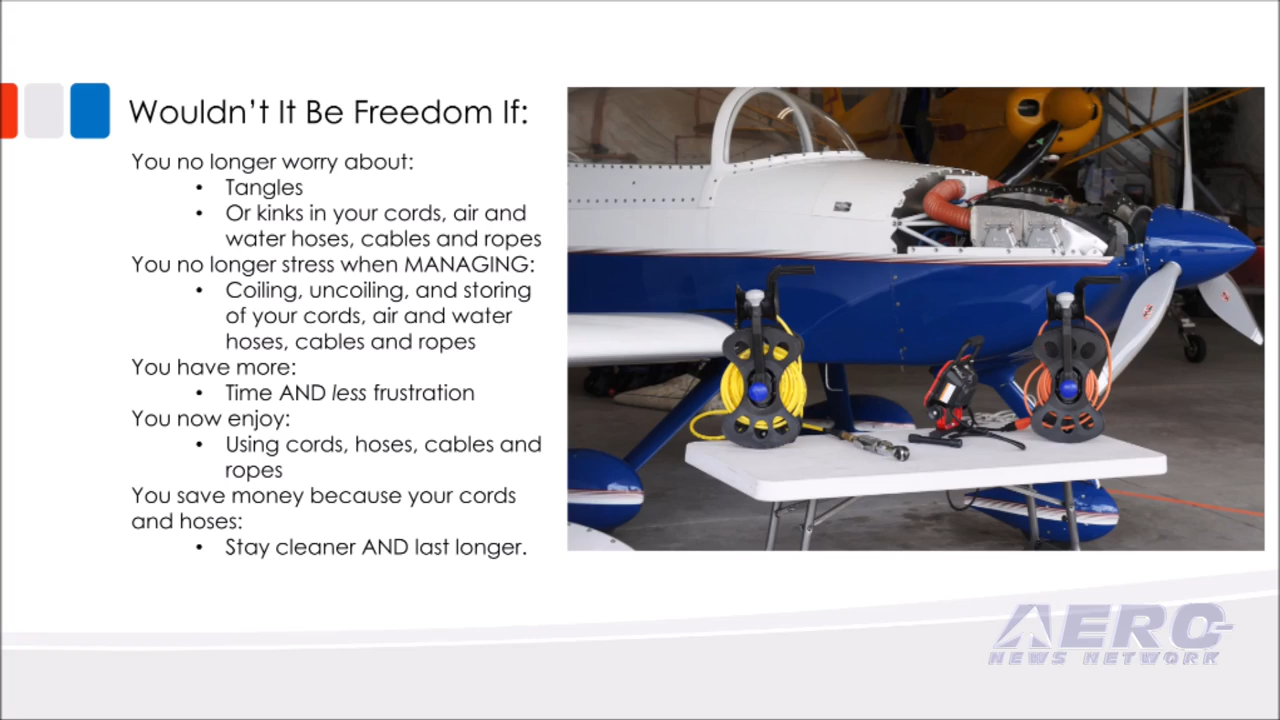 Wouldn't It Be Freedom If:
You no longer worry about:
• Tangles
• Or kinks in your cords, air and
water hoses, cables and ropes
You no longer stress when MANAGING:
• Coiling, uncoiling, and storing
of your cords, air and water
hoses, cables and ropes
You have more:
• Time AND less frustration
You now enjoy:
• Using cords, hoses, cables and
ropes
You save money because your cords
and hoses:
• Stay cleaner AND last longer.
AERO
NEWS NETWORK